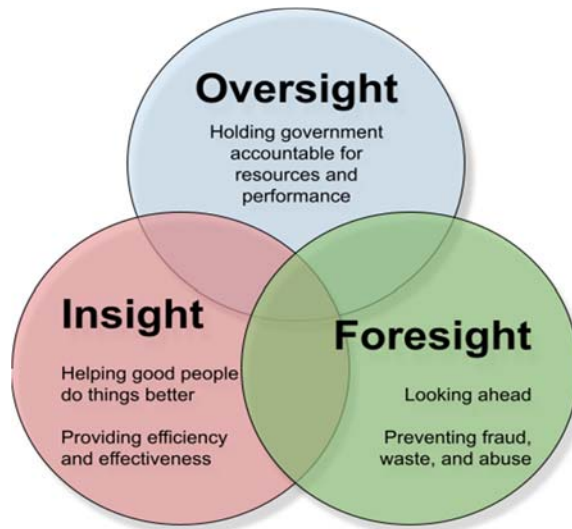 Oversight
Holding government
accountable for
resources and
performance
Insight
Helping good people
do things better
Providing efficiency
and effectiveness
Foresight
Looking ahead
Preventing fraud,
waste, and abuse